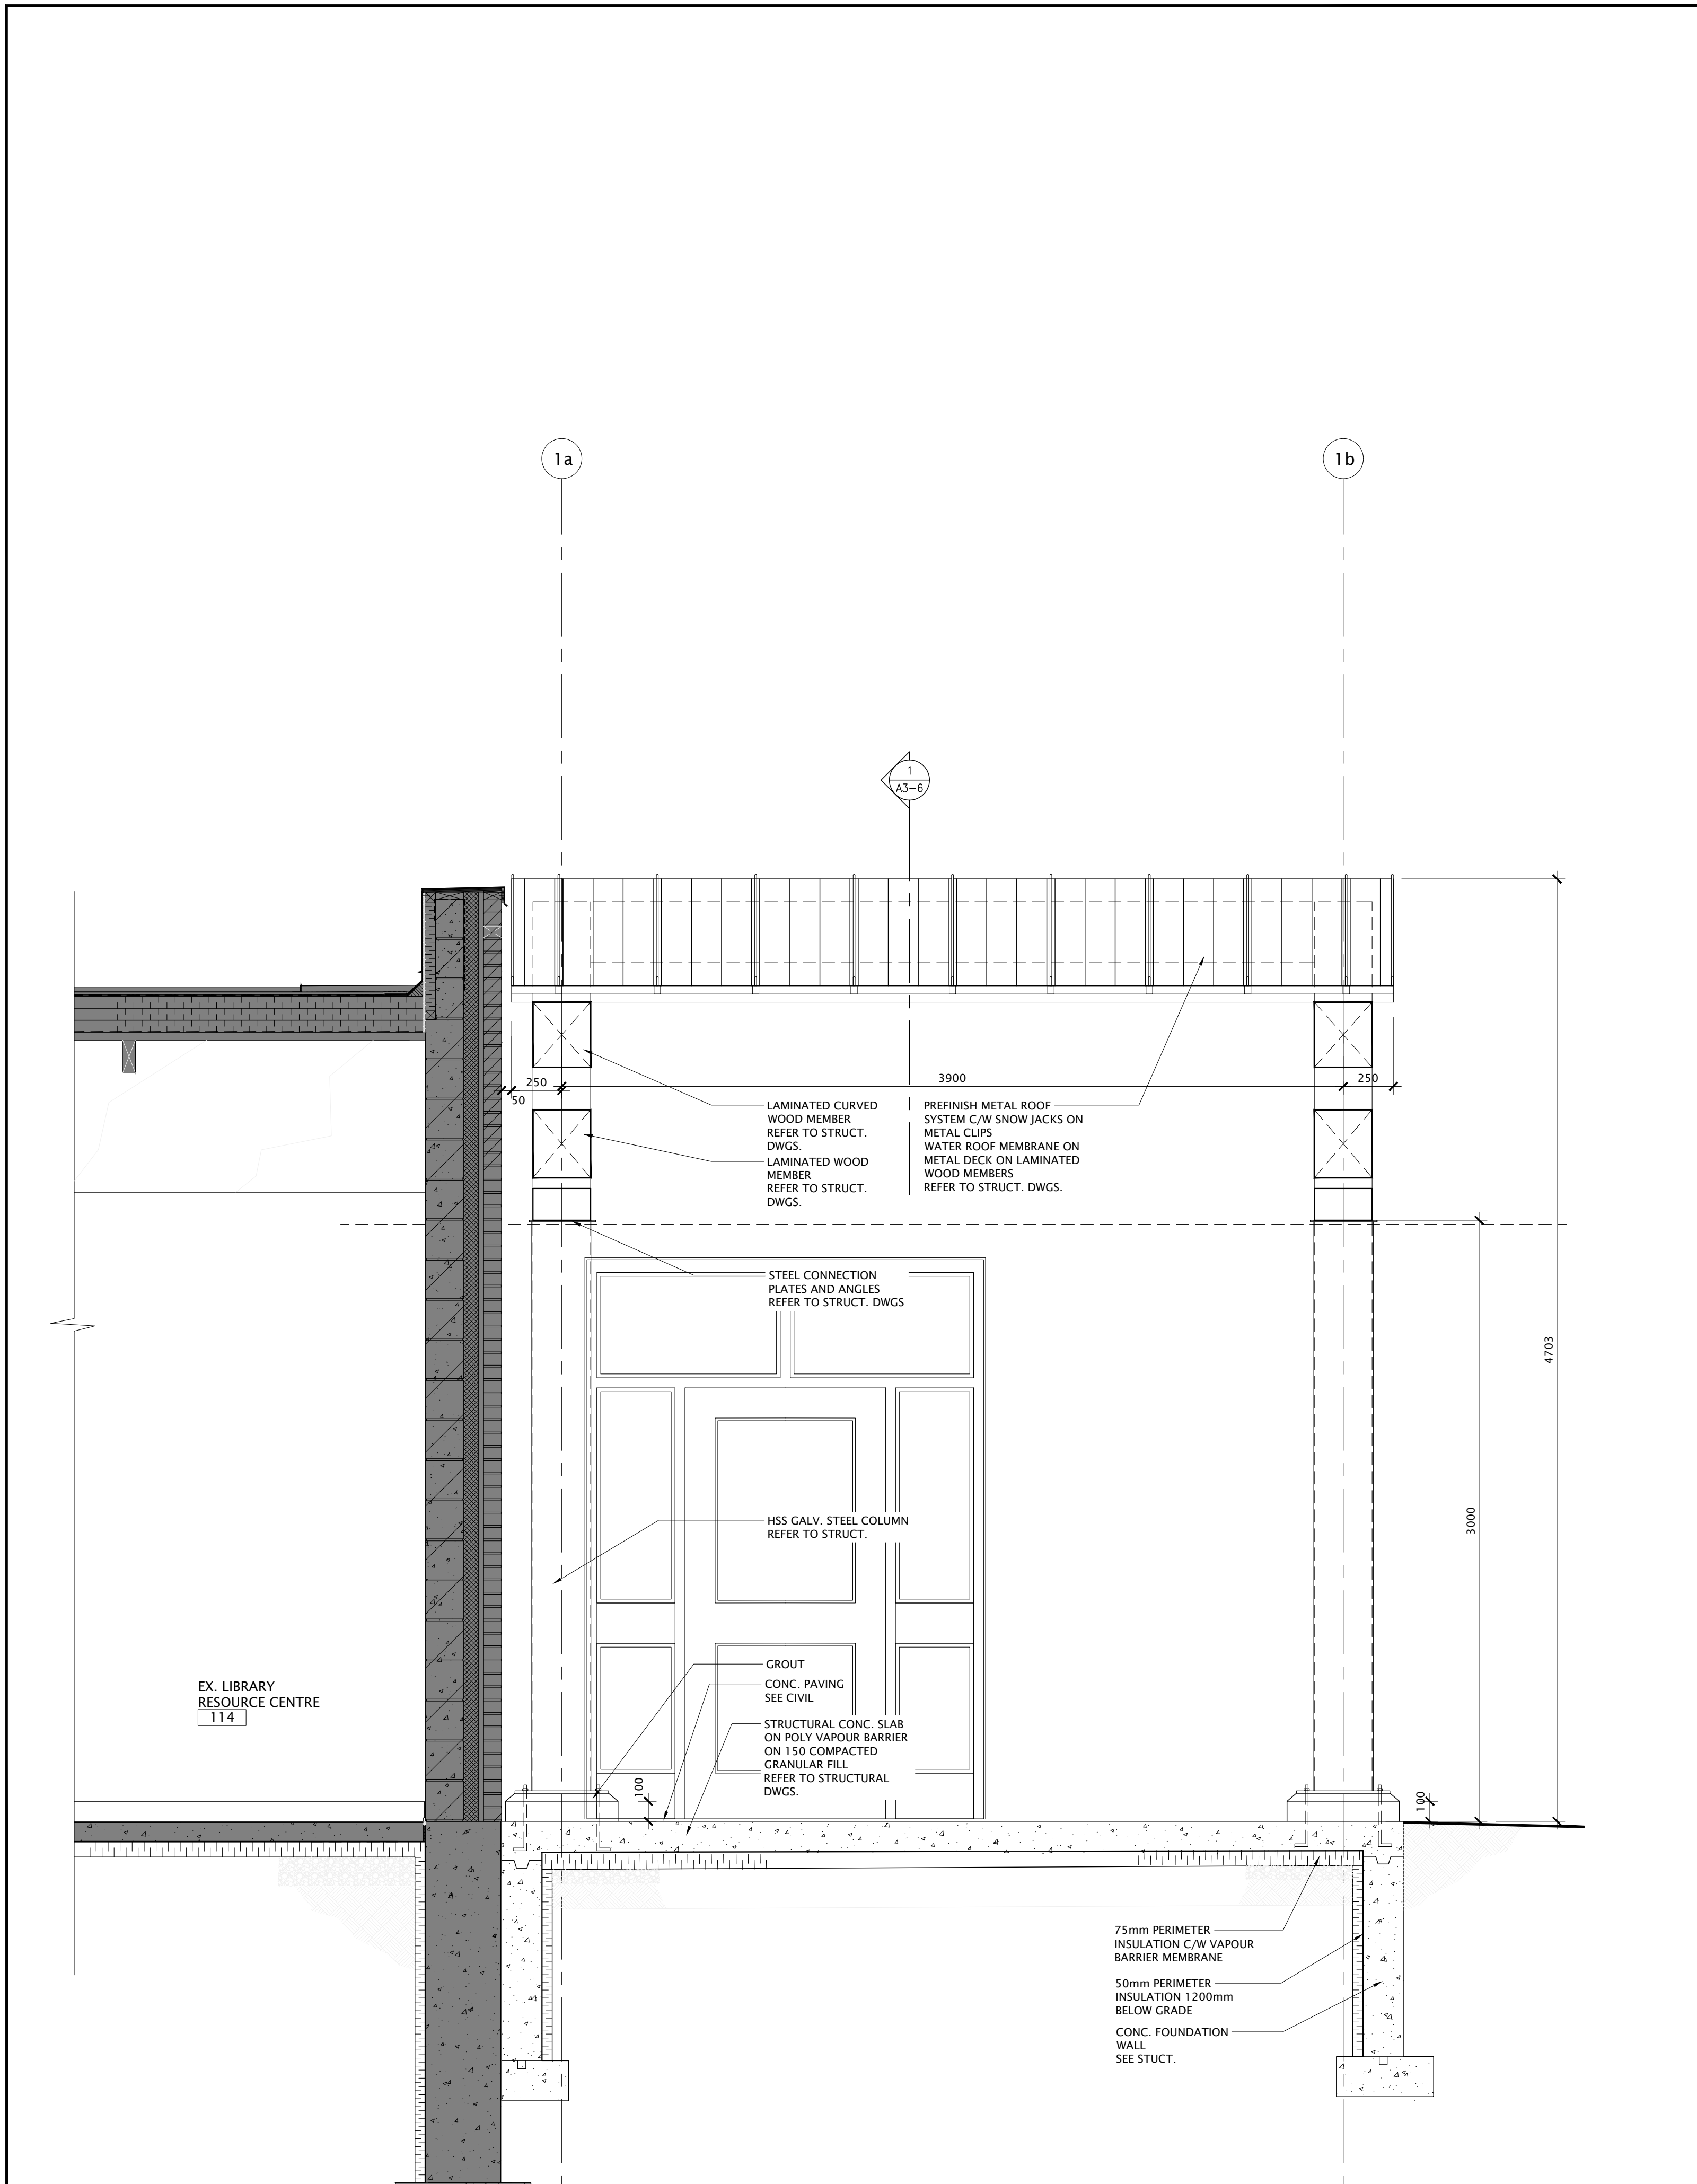 1a
1b
1
A3-6
250
3900
250
50
LAMINATED CURVED
WOOD MEMBER
REFER TO STRUCT.
DWGS.
LAMINATED WOOD
MEMBER
REFER TO STRUCT.
DWGS.
PREFINISH METAL ROOF
SYSTEM C/W SNOW JACKS ON
METAL CLIPS
WATER ROOF MEMBRANE ON
METAL DECK ON LAMINATED
WOOD MEMBERS
REFER TO STRUCT. DWGS.
STEEL CONNECTION
PLATES AND ANGLES
REFER TO STRUCT. DWGS
4703
3000
HSS GALV. STEEL COLUMN
REFER TO STRUCT.
EX. LIBRARY
RESOURCE CENTRE
114
GROUT
CONC. PAVING
SEE CIVIL
STRUCTURAL CONC. SLAB
ON POLY VAPOUR BARRIER
ON 150 COMPACTED
GRANULAR FILL
REFER TO STRUCTURAL
DWGS.
100
100
75mm PERIMETER
INSULATION C/W VAPOUR
BARRIER MEMBRANE
50mm PERIMETER
INSULATION 1200mm
BELOW GRADE
CONC. FOUNDATION
WALL
SEE STUCT.